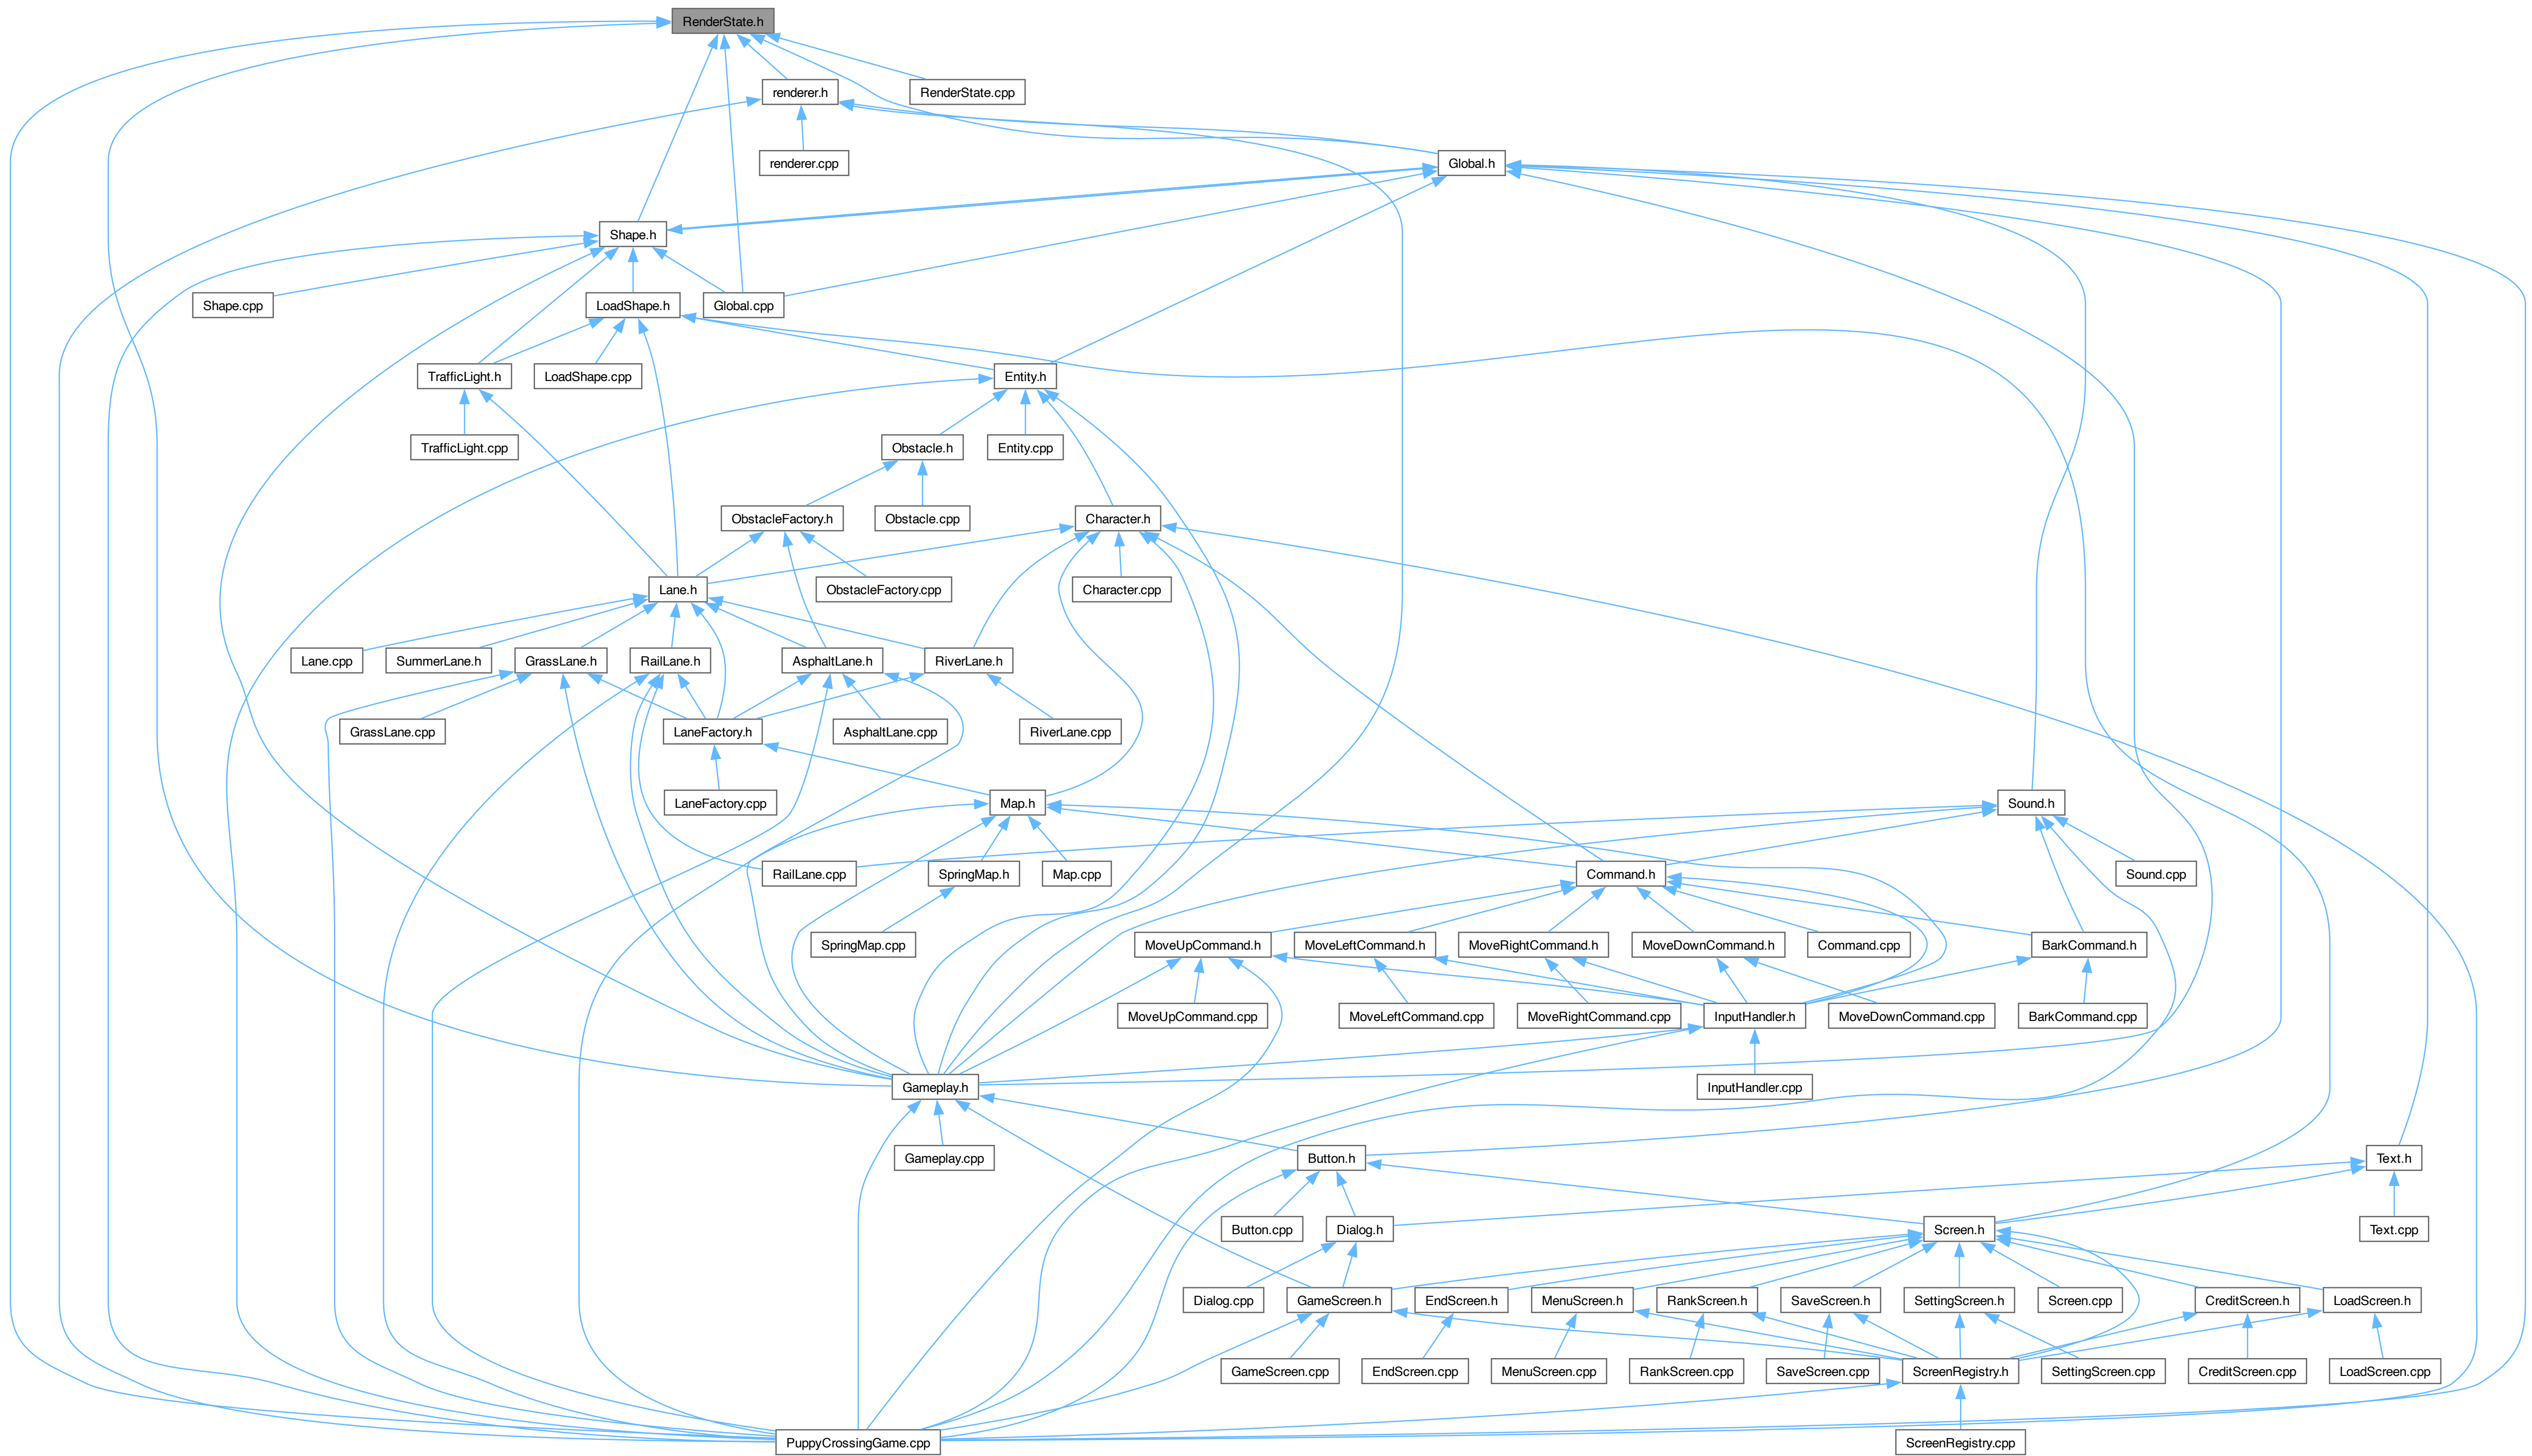 RenderState.h
renderer.h
RenderState.cpp
renderer.cpp
Global.h
Shape.h
Shape.cpp
LoadShape.h
Global.cpp
TrafficLight.h
LoadShape.cpp
Entity.h
TrafficLight.cpp
Obstacle.h
Entity.cpp
ObstacleFactory.h
Obstacle.cpp
Character.h
Lane.h
ObstacleFactory.cpp
Character.cpp
Lane.cpp
SummerLane.h
GrassLane.h
RailLane.h
AsphaltLane.h
RiverLane.h
GrassLane.cpp
LaneFactory.h
AsphaltLane.cpp
RiverLane.cpp
LaneFactory.cpp
Map.h
Sound.h
RailLane.cpp
SpringMap.h
Map.cpp
Command.h
Sound.cpp
SpringMap.cpp
MoveUpCommand.h
MoveLeftCommand.h
MoveRightCommand.h
MoveDownCommand.h
Command.cpp
BarkCommand.h
MoveUpCommand.cpp
MoveLeftCommand.cpp
MoveRightCommand.cpp
InputHandler.h
MoveDownCommand.cpp
BarkCommand.cpp
Gameplay.h
InputHandler.cpp
Gameplay.cpp
Button.h
Text.h
Button.cpp
Dialog.h
Screen.h
Text.cpp
Dialog.cpp
GameScreen.h
EndScreen.h
MenuScreen.h
RankScreen.h
SaveScreen.h
SettingScreen.h
Screen.cpp
CreditScreen.h
LoadScreen.h
GameScreen.cpp
EndScreen.cpp
MenuScreen.cpp
RankScreen.cpp
SaveScreen.cpp
ScreenRegistry.h
SettingScreen.cpp
CreditScreen.cpp
LoadScreen.cpp
PuppyCrossingGame.cpp
ScreenRegistry.cpp